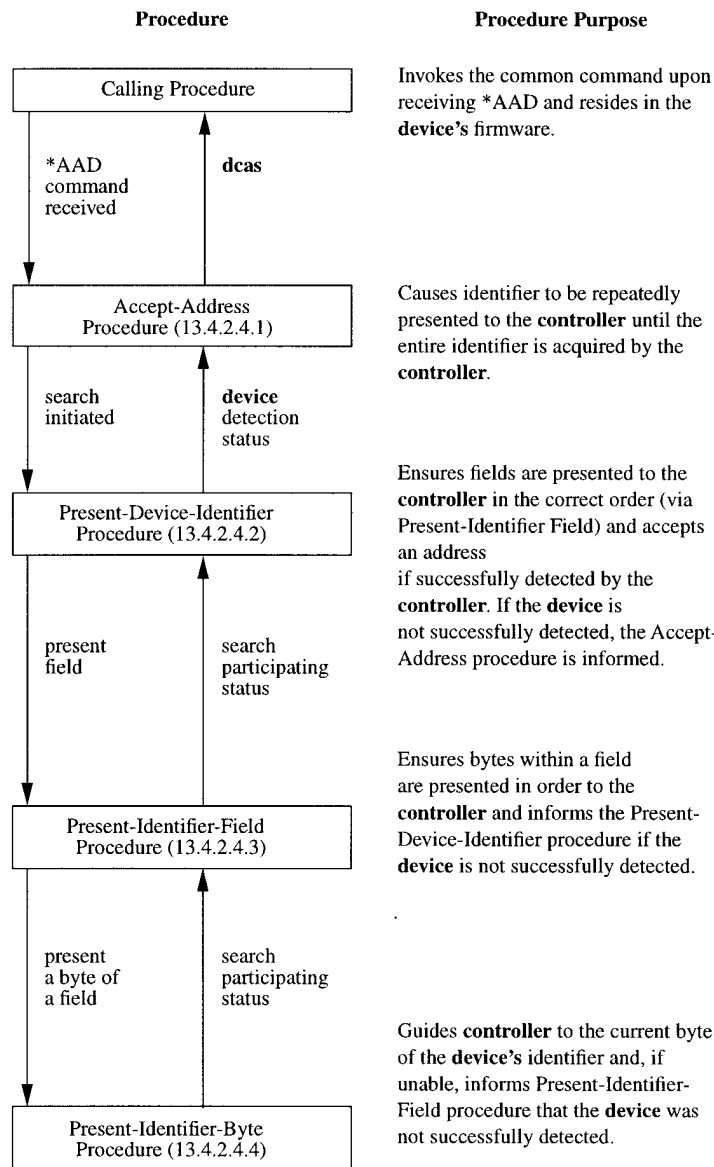 Procedure
Procedure Purpose
Calling Procedure
Invokes the common command upon
receiving *AAD and resides in the
device's firmware.
*AAD
command
received
dcas
Accept-Address
Procedure (13.4.2.4.1)
Causes identifier to be repeatedly
presented to the controller until the
entire identifier is acquired by the
controller.
search
initiated
device
detection
status
Present-Device-Identifier
Procedure (13.4.2.4.2)
Ensures fields are presented to the
controller in the correct order (via
Present-Identifier Field) and accepts
an address
if successfully detected by the
controller. If the device is
not successfully detected, the Accept-
Address procedure is informed.
present
field
search
participating
status
Present-Identifier-Field
Procedure (13.4.2.4.3)
Ensures bytes within a field
are presented in order to the
controller and informs the Present-
Device-Identifier procedure if the
device is not successfully detected.
present
a byte of
a field
search
participating
status
Present-Identifier-Byte
Procedure (13.4.2.4.4)
Guides controller to the current byte
of the device's identifier and, if
unable, informs Present-Identifier-
Field procedure that the device was
not successfully detected.